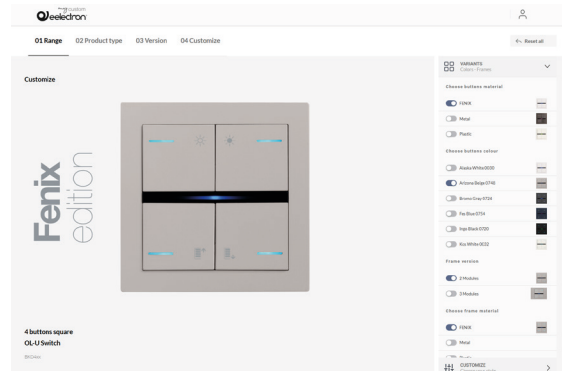 custom
eelectron
01 Range
02 Product type
03 Version
04 Customize
Reset all
Customize
Fenix
edition
4 buttons square
OL-U Switch
VARIANTS
Colors - Frames
Choose buttons material
FENIX
Metal
Plastic
Choose buttons colour
Alaska White 0030
Arizona Beige 0748
Bromo Gray 0724
Fes Blue 0754
Ingo Black 0720
Kos White 0032
Frame version
2 Modules
3 Modules
Choose frame material
FENIX
Metal
CUSTOMIZE